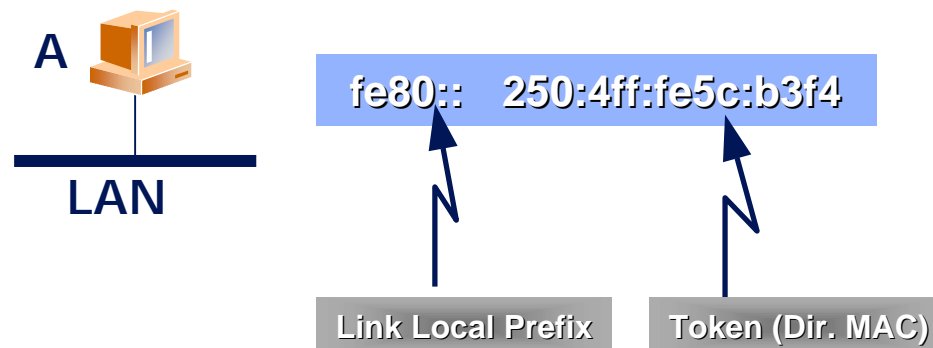 A
LAN
fe80:: 250:4ff:fe5c:b3f4
Link Local Prefix
Token (Dir. MAC)